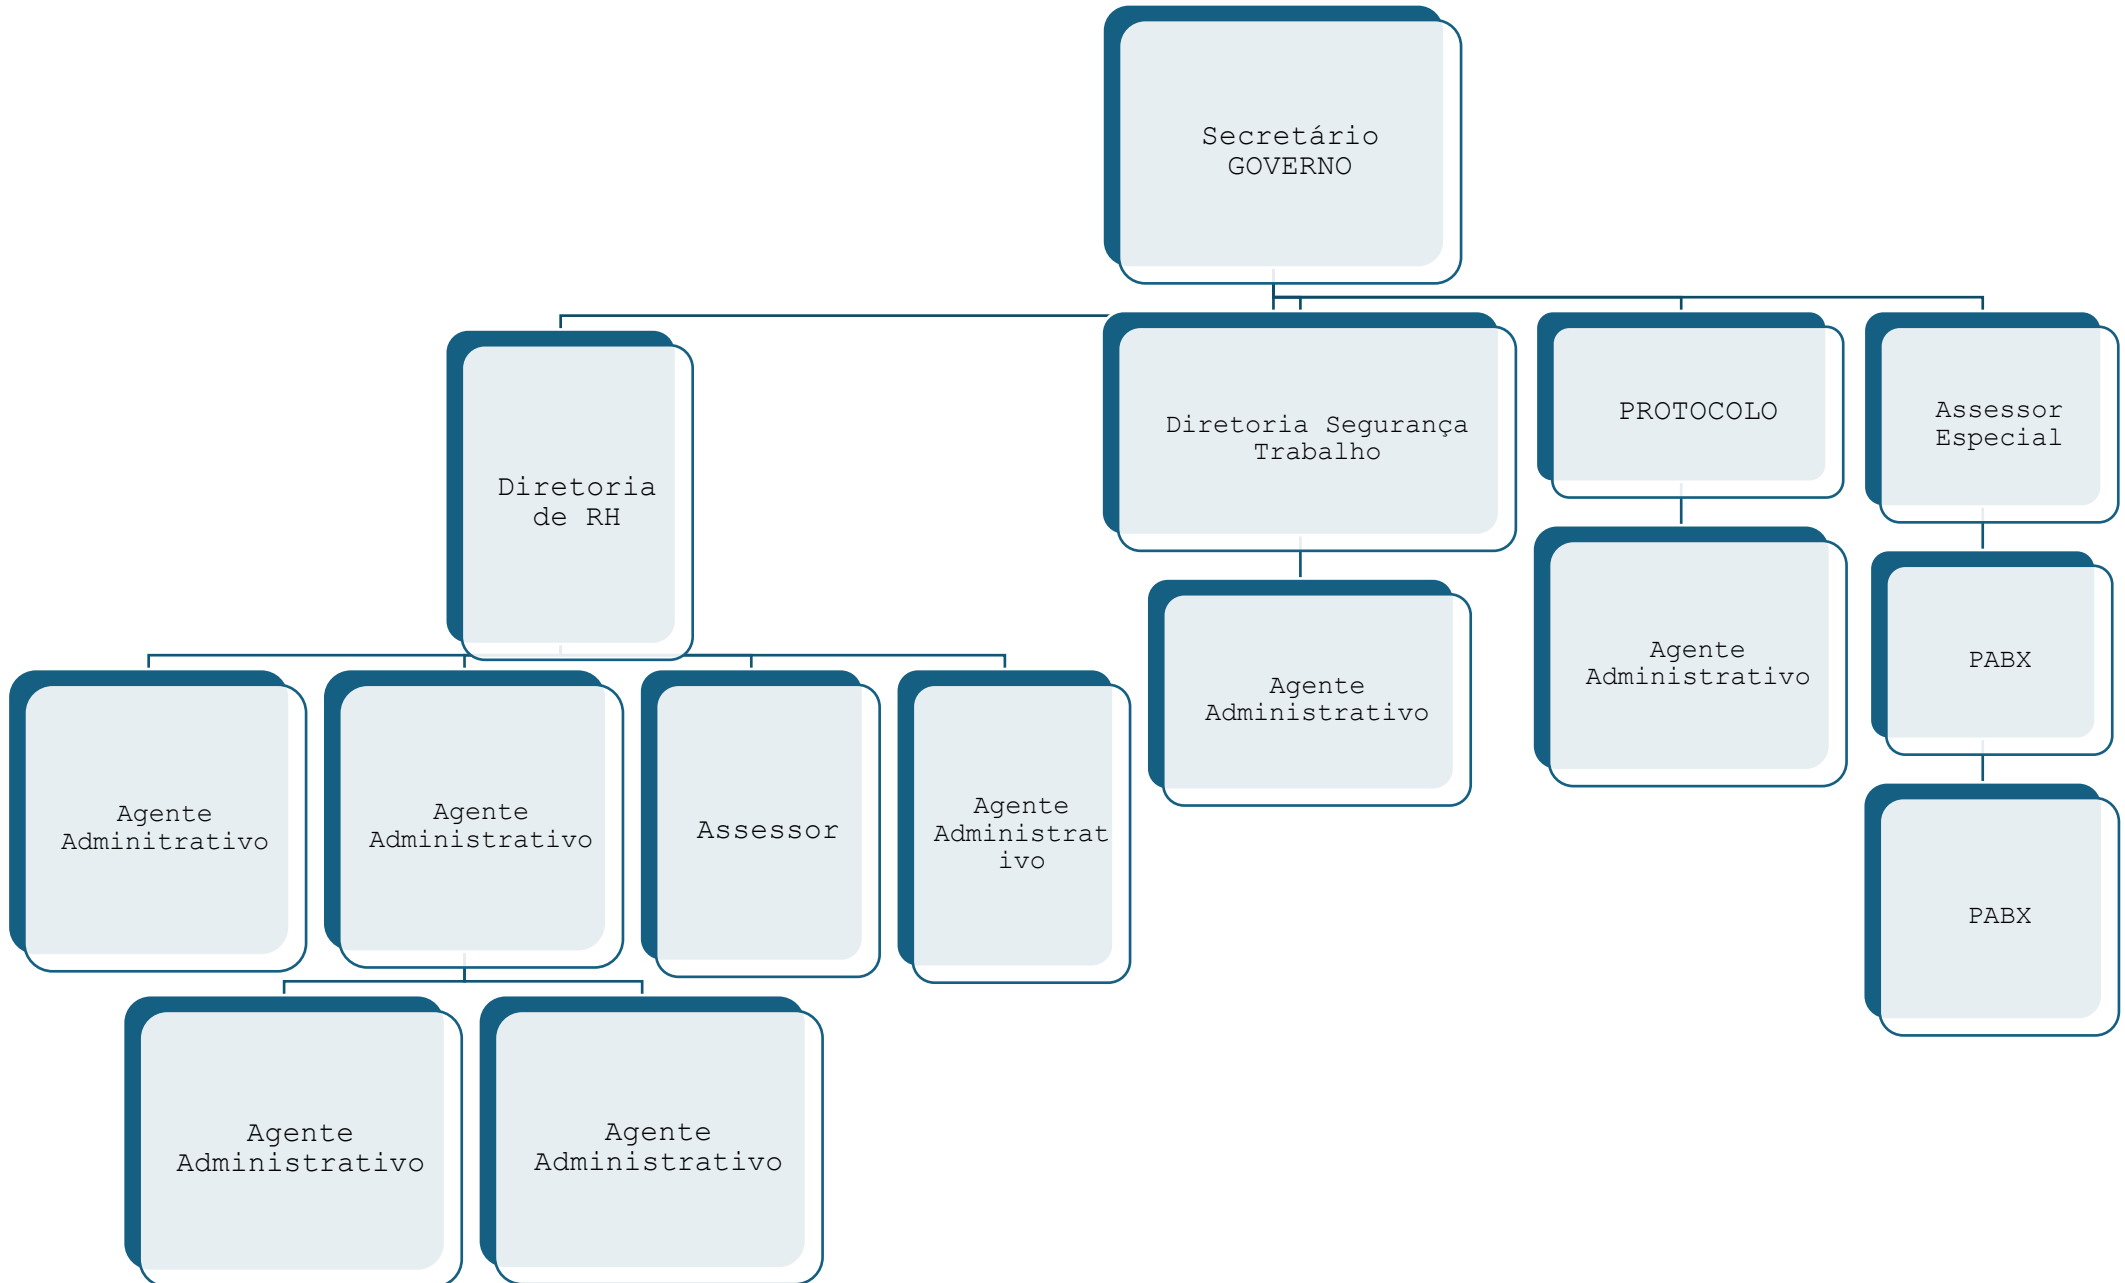 Secretário
GOVERNO
Diretoria
de RH
Diretoria Segurança
Trabalho
PROTOCOLO
Assessor
Especial
Agente
Adminitrativo
Agente
Administrativo
Assessor
Agente
Administrat
ivo
Agente
Administrativo
Agente
Administrativo
PABX
PABX
Agente
Administrativo
Agente
Administrativo